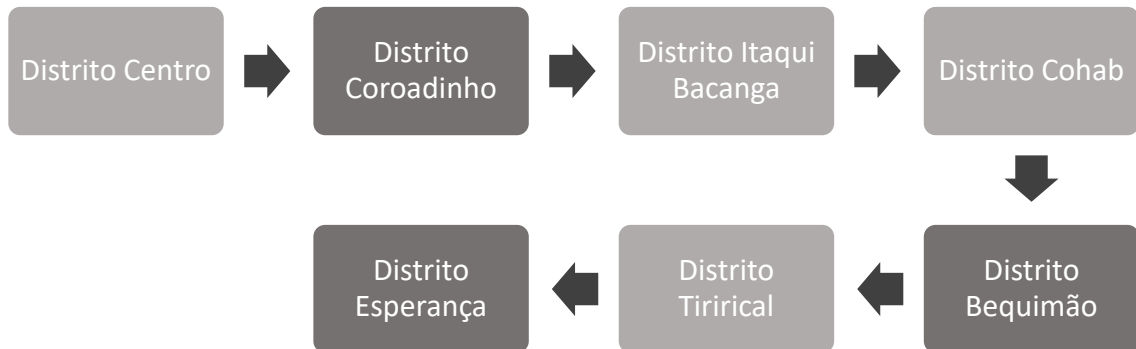 Distrito Centro
Distrito
Coroadinho
Distrito Itaqui
Bacanga
Distrito Cohab
Distrito
Bequimão
Distrito
Tirirical
Distrito
Esperança